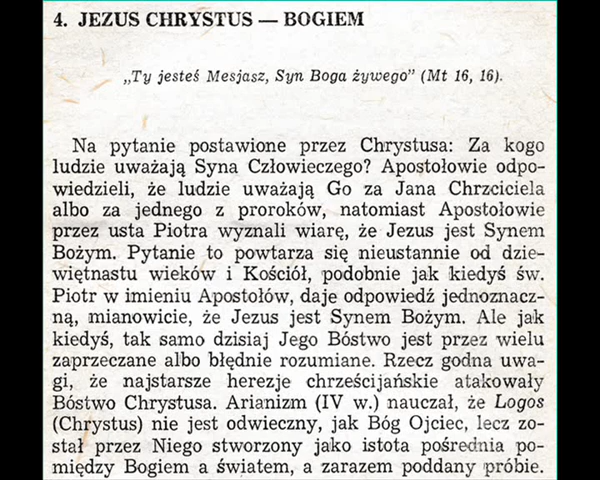 4. JEZUS CHRYSTUS — BOGIEM
„Ty jesteś Mesjasz, Syn Boga żywego” (Mt 16, 16).
Na pytanie postawione przez Chrystusa: Za kogo
ludzie uważają Syna Człowieczego? Apostołowie odpo-
wiedzieli, że ludzie uważają Go za Jana Chrzciciela
albo za jednego z proroków, natomiast Apostołowie
przez usta Piotra wyznali wiarę, że Jezus jest Synem
Bożym. Pytanie to powtarza się nieustannie od dzie-
więtnastu wieków i Kościół, podobnie jak kiedyś św.
Piotr w imieniu Apostołów, daje odpowiedź jednoznacz-
ną, mianowicie, że Jezus jest Synem Bożym. Ale jak
kiedyś, tak samo dzisiaj Jego Bóstwo jest przez wielu
zaprzeczane albo błędnie rozumiane. Rzecz godna uwa-
gi, że najstarsze herezje chrześcijańskie atakowały
Bóstwo Chrystusa. Arianizm (IV w.) nauczał, że Logos
(Chrystus) nie jest odwieczny, jak Bóg Ojciec, lecz zo-
stał przez Niego stworzony jako istota pośrednia po-
między Bogiem a światem, a zarazem poddany próbie.